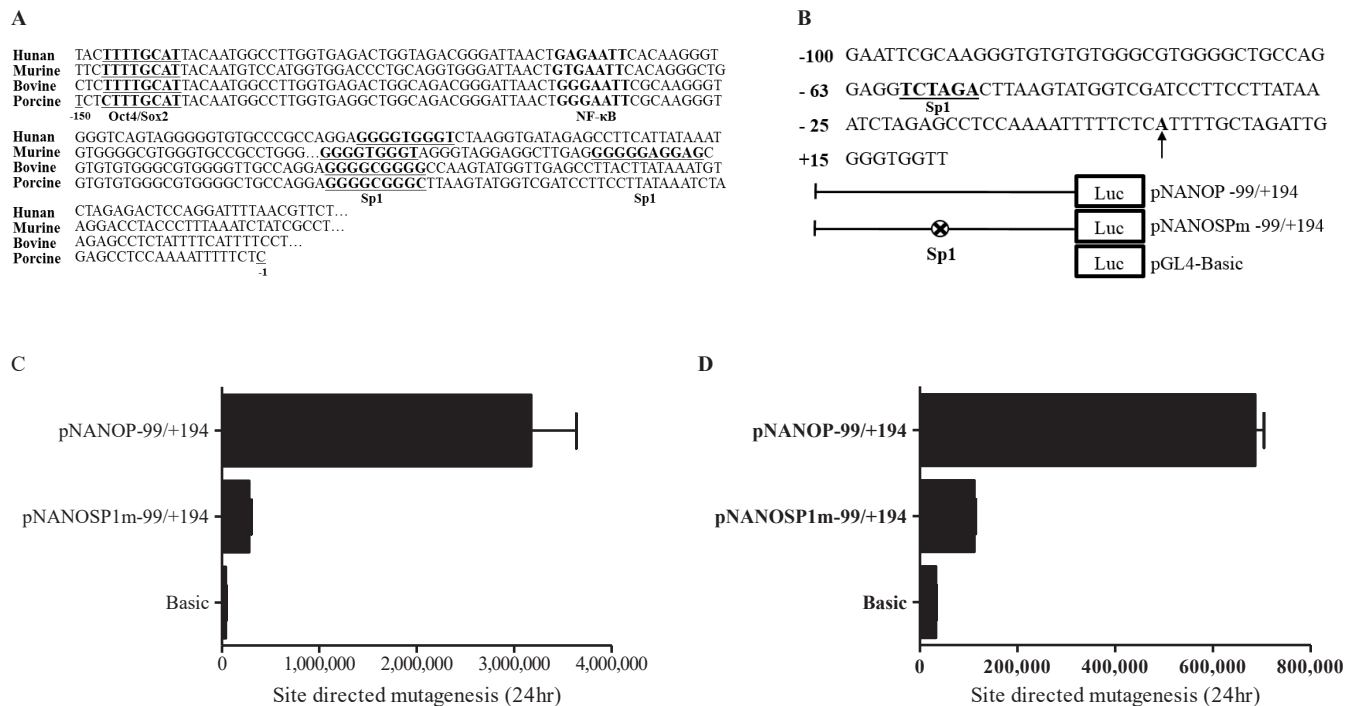 A
Hunan TACTTTTGCATTACAATGGCCTTGGTGAGACTGGTAGACGGGATTAACTGAGAATTCACAAGGGT
Murine TTCTTTTGCATTACAATGTCCATGGTGGACCCTGCAGGTGGGATTAACTGTGAATTCACAGGGCTG
Bovine CTCTTTTGCATTACAATGGCCTTGGTGAGACTGGCAGACGGGATTAACTGGGAATTCGCAAGGGT
Porcine TCTCTTTGCATTACAATGGCCTTGGTGAGGCTGGCAGACGGGATTAACTGGGAATTCGCAAGGGT
-150 Oct4/Sox2 NF-κB
Human GGGTCAGTAGGGGGTGTGCCCGCCAGGAGGGGTGGGTCTAAGGTGATAGAGCCTTCATTATAAAT
Murine GTGGGGCGTGGGTGCCGCCTGGG...GGGGTGGGTAGGGTAGGAGGCTTGAGGGGGGAGGAGC
Bovine GTGTGTGGGCGTGGGGTTGCCAGGAGGGGCGGGGCCAAGTATGGTTGAGCCTTACTTATAAATGT
Porcine GTGTGTGGGCGTGGGGCTGCCAGGAGGGGCGGGCTTAAGTATGGTCGATCCTTCCTTATAAATCTA
Sp1 Sp1
Human CTAGAGACTCCAGGATTTTAACGTTCT...
Murine AGGACCTACCCTTTAAATCTATCGCCT...
Bovine AGAGCCTCTATTTTCATTTTCCT...
Porcine GAGCCTCCAAAATTTTTCTC
-1
B
-100 GAATTCGCAAGGGTGTGTGTGGGCGTGGGGCTGCCAG
- 63 GAGGTCTAGACTTAAGTATGGTCGATCCTTCCTTATAA
Sp1
- 25 ATCTAGAGCCTCCAAAATTTTTCTCATTTTGCTAGATTG
+15 GGGTGGTT
Luc pNANOP -99/+194
Luc pNANOSPm -99/+194
Sp1
Luc pGL4-Basic
C
pNANOP-99/+194
pNANOSP1m-99/+194
Basic
0 1,000,000 2,000,000 3,000,000 4,000,000
Site directed mutagenesis (24hr)
D
pNANOP-99/+194
pNANOSP1m-99/+194
Basic
0 200,000 400,000 600,000 800,000
Site directed mutagenesis (24hr)